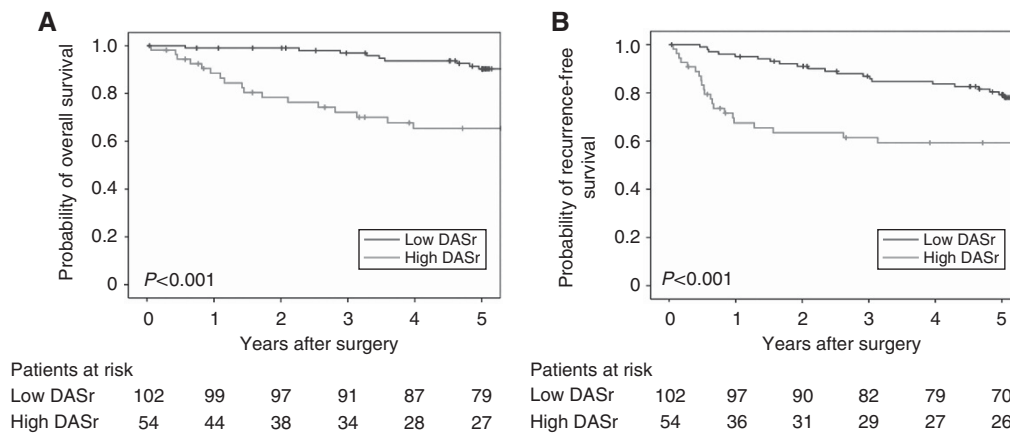 A
Probability of overall survival
1.0
0.8
0.6
0.4
0.2
0
Low DASr
High DASr
P<0.001
0 1 2 3 4 5
Years after surgery
Patients at risk
Low DASr 102 99 97 91 87 79
High DASr 54 44 38 34 28 27
B
Probability of recurrence-free
survival
1.0
0.8
0.6
0.4
0.2
0
Low DASr
High DASr
P<0.001
0 1 2 3 4 5
Years after surgery
Patients at risk
Low DASr 102 97 90 82 79 70
High DASr 54 36 31 29 27 26